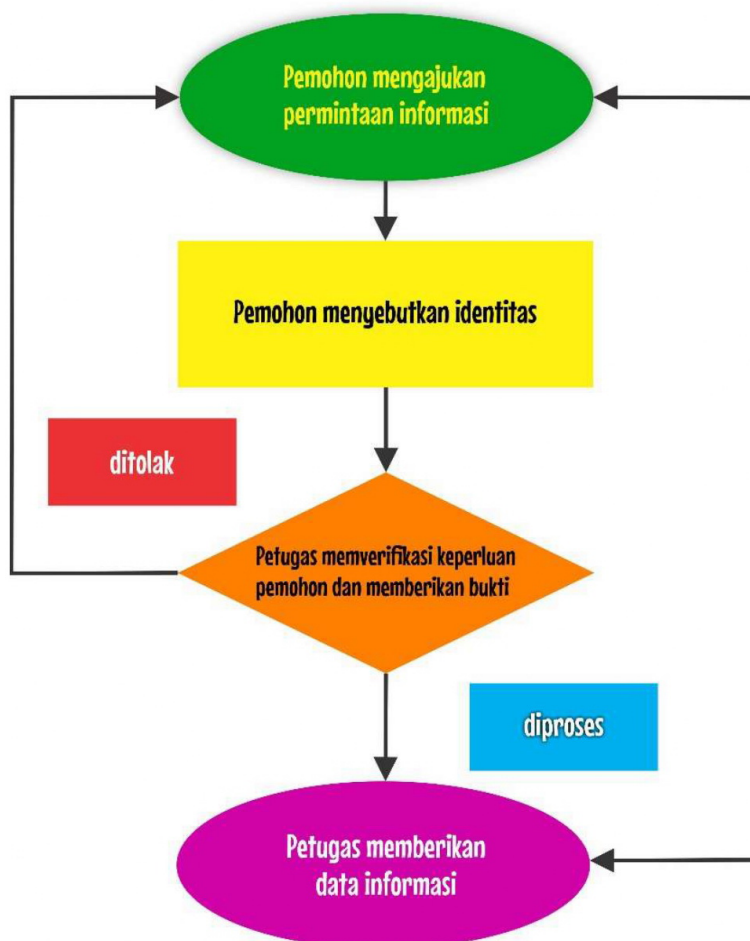 Pemohon mengajukan
permintaan informasi
Pemohon menyebutkan identitas
ditolak
Petugas memverifikasi keperluan
pemohon dan memberikan bukti
diproses
Petugas memberikan
data informasi